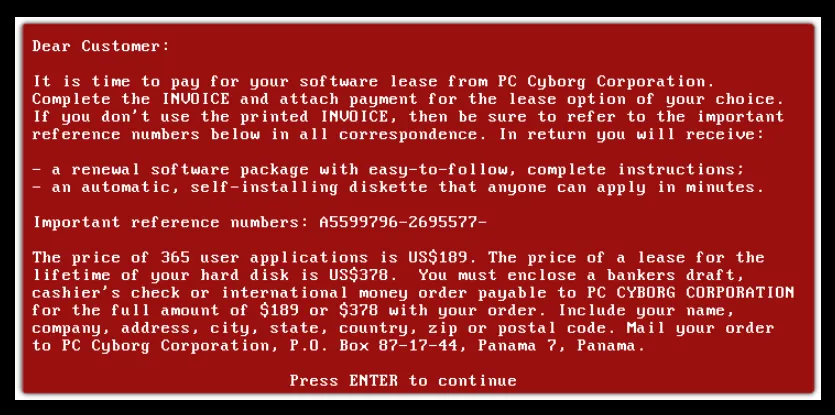 Dear Customer:
It is time to pay for your software lease from PC Cyborg Corporation.
Complete the INVOICE and attach payment for the lease option of your choice.
If you don't use the printed INVOICE, then be sure to refer to the important
reference numbers below in all correspondence. In return you will receive:
- a renewal software package with easy-to-follow, complete instructions;
- an automatic, self-installing diskette that anyone can apply in minutes.
Important reference numbers: A5599796-2695577-
The price of 365 user applications is US$189. The price of a lease for the
lifetime of your hard disk is US$378. You must enclose a bankers draft,
cashier's check or international money order payable to PC CYBORG CORPORATION
for the full amount of $189 or $378 with your order. Include your name,
company, address, city, state, country, zip or postal code. Mail your order
to PC Cyborg Corporation, P.O. Box 87-17-44, Panama 7, Panama.
Press ENTER to continue